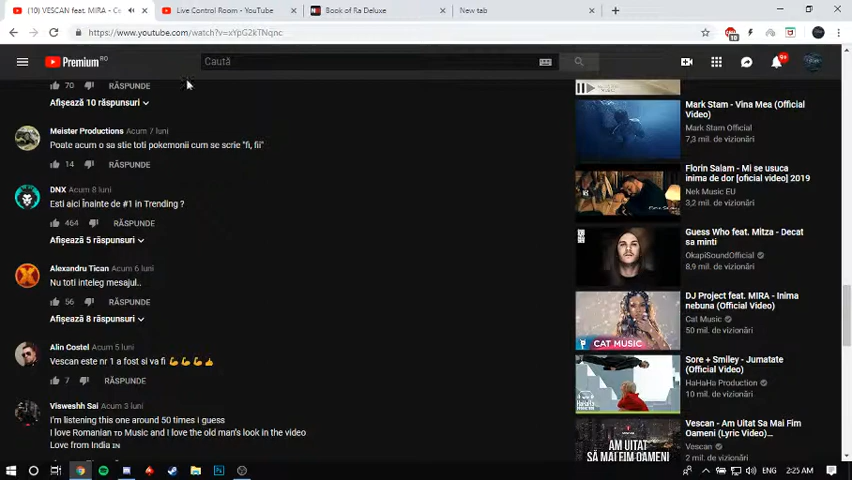 (10) VESCAN feat. MIRA - Ce
Live Control Room - YouTube
Book of Ra Deluxe
New tab
https://www.youtube.com/watch?v=xYpG2kTNqnc
Premium RO
Caută
9+
70 RĂSPUNDE
Afișează 10 răspunsuri
Meister Productions Acum 7 luni
Poate acum o sa stie toti pokemonii cum se scrie "fi, fii"
14 RĂSPUNDE
DNX Acum 8 luni
Esti aici Înainte de #1 in Trending ?
464 RĂSPUNDE
Afișează 5 răspunsuri
Alexandru Tican Acum 6 luni
Nu toti inteleg mesajul..
56 RĂSPUNDE
Afișează 8 răspunsuri
Alin Costel Acum 5 luni
Vescan este nr 1 a fost si va fi 💪💪💪👍
7 RĂSPUNDE
Visweshh Sai Acum 3 luni
I'm listening this one around 50 times I guess
I love Romanian TD Music and I love the old man's look in the video
Love from India IN
Mark Stam - Vina Mea (Official
Video)
Mark Stam Official
7,3 mil. de vizionări
Florin Salam - Mi se usuca
inima de dor [oficial video] 2019
Nek Music EU
3,2 mil. de vizionări
Guess Who feat. Mitza - Decat
sa minti
OkapiSoundOfficial
8,9 mil. de vizionări
CAT MUSIC
DJ Project feat. MIRA - Inima
nebuna (Official Video)
Cat Music
50 mil. de vizionări
Sore + Smiley - Jumatate
(Official Video)
HaHaHa Production
10 mil. de vizionări
AM UITAT
SĂ MAI FIM OAMENI
Vescan - Am Uitat Sa Mai Fim
Oameni (Lyric Video)...
Vescan
2 mil. de vizionări
ENG 2:25 AM